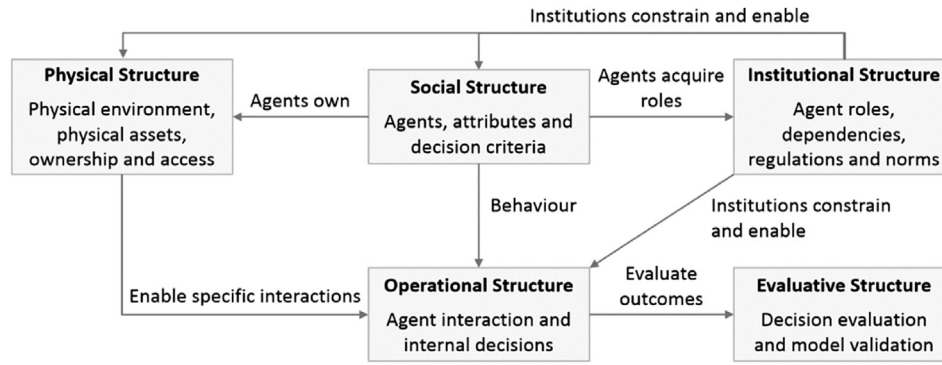 Institutions constrain and enable
Physical Structure
Physical environment,
physical assets,
ownership and access
Agents own
Social Structure
Agents, attributes and
decision criteria
Agents acquire
roles
Institutional Structure
Agent roles,
dependencies,
regulations and norms
Behaviour
Institutions constrain
and enable
Enable specific interactions
Operational Structure
Agent interaction and
internal decisions
Evaluate
outcomes
Evaluative Structure
Decision evaluation
and model validation